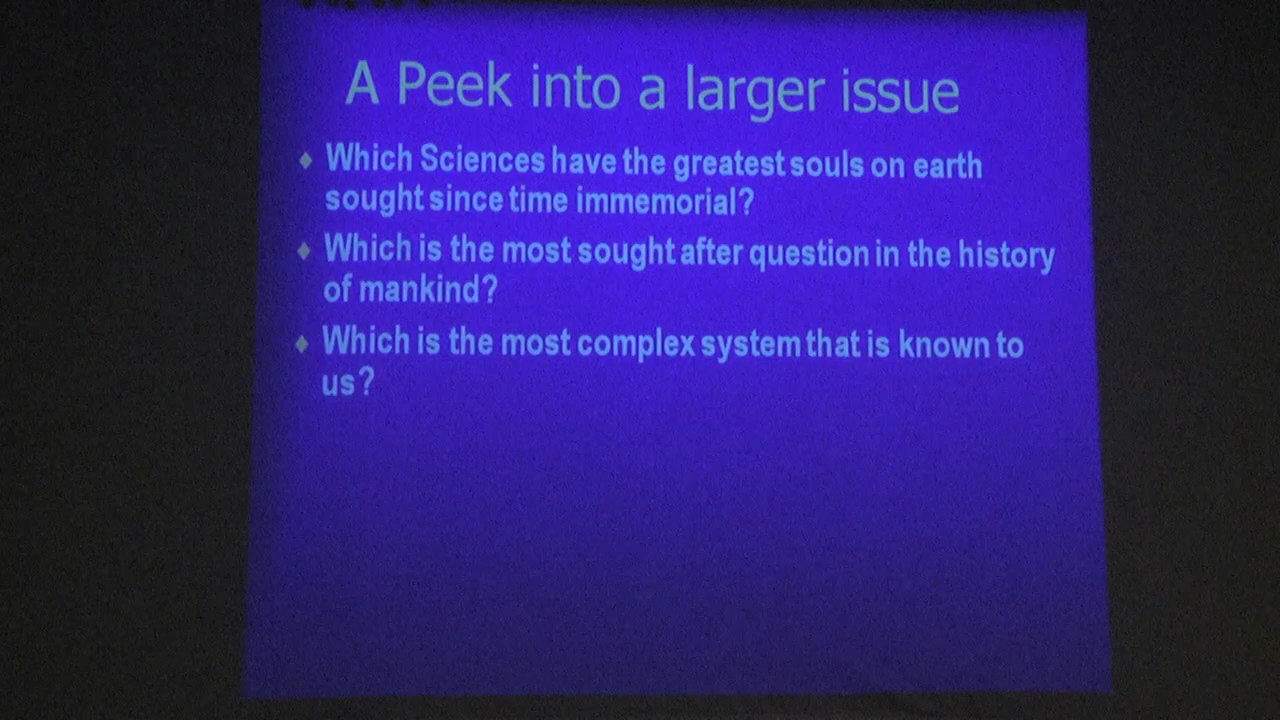 A Peek into a larger issue
Which Sciences have the greatest souls on earth
sought since time immemorial?
Which is the most sought after question in the history
of mankind?
Which is the most complex system that is known to
us?